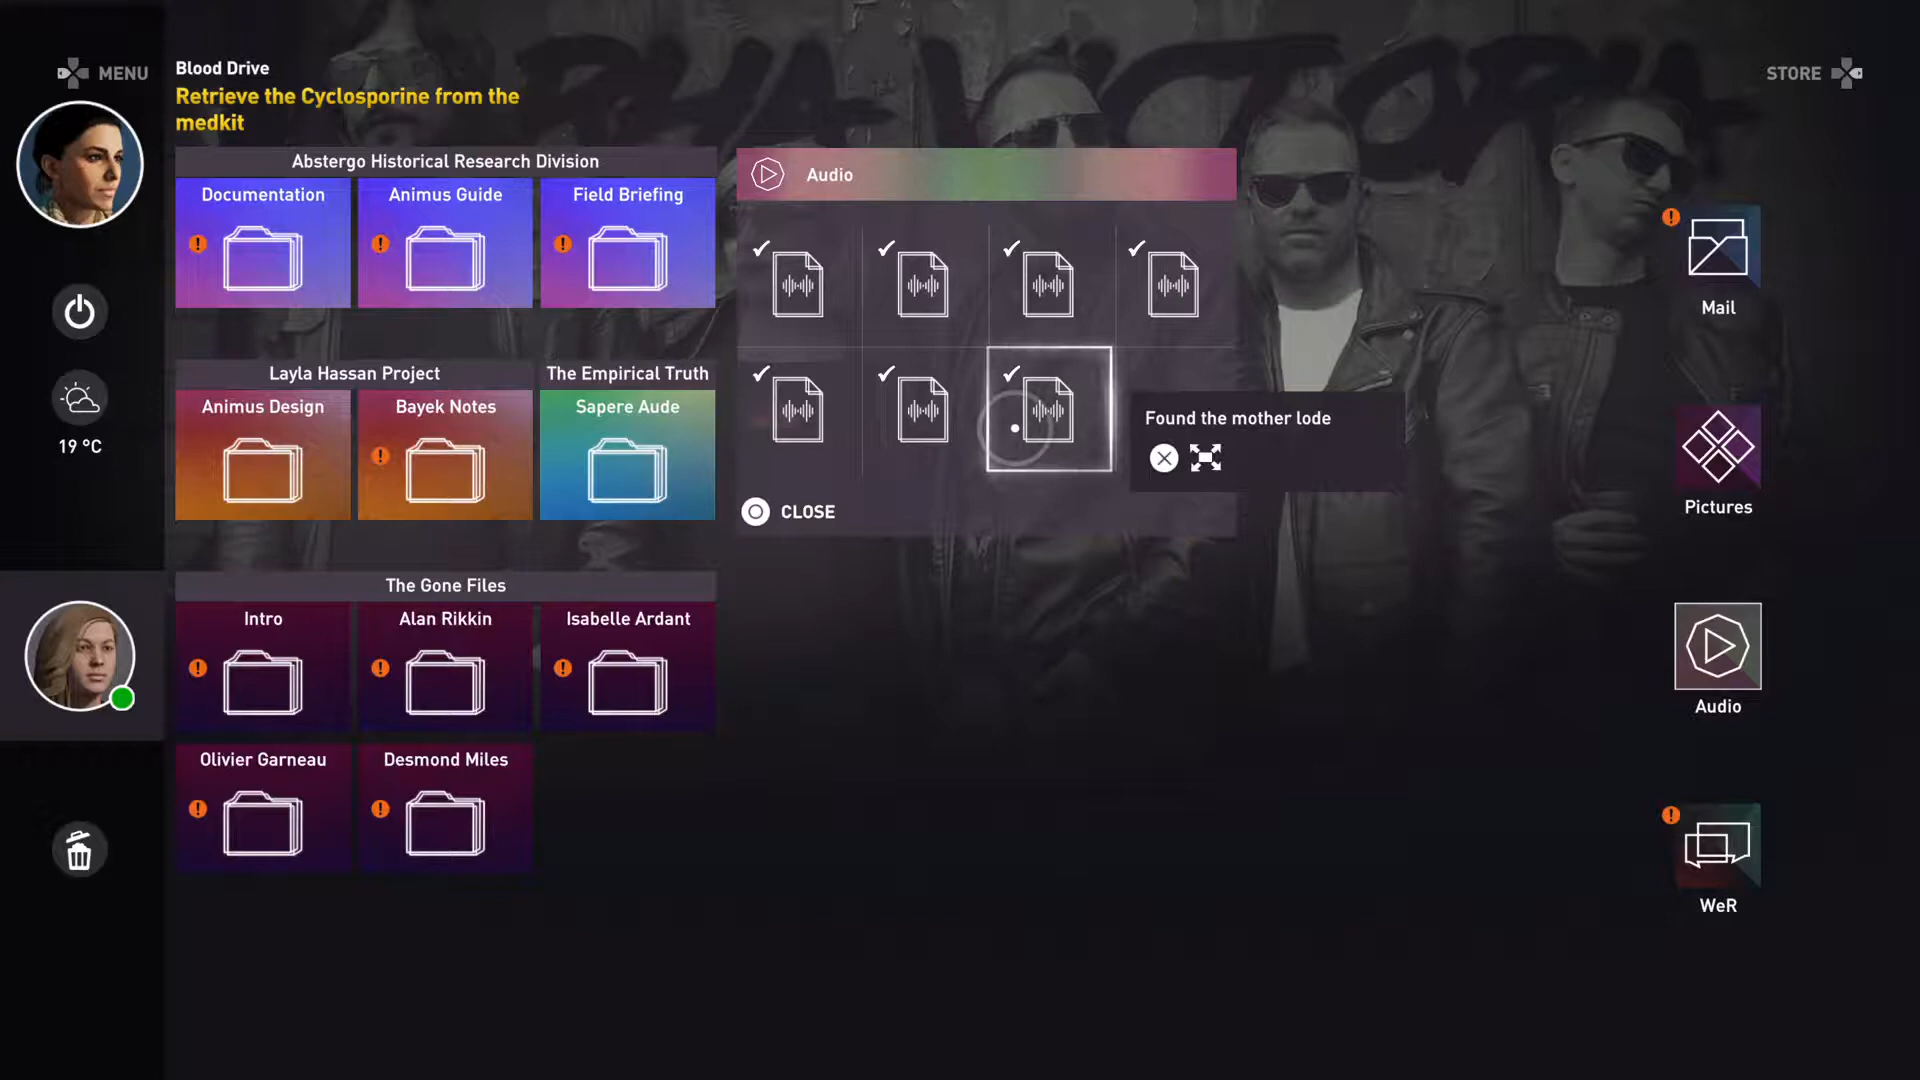 MENU
Blood Drive
Retrieve the Cyclosporine from the
medkit
STORE
Abstergo Historical Research Division
Documentation
Animus Guide
Field Briefing
Audio
Layla Hassan Project
The Empirical Truth
Animus Design
Bayek Notes
Sapere Aude
Found the mother lode
CLOSE
19 °C
The Gone Files
Intro
Alan Rikkin
Isabelle Ardant
Olivier Garneau
Desmond Miles
Mail
Pictures
Audio
WeR